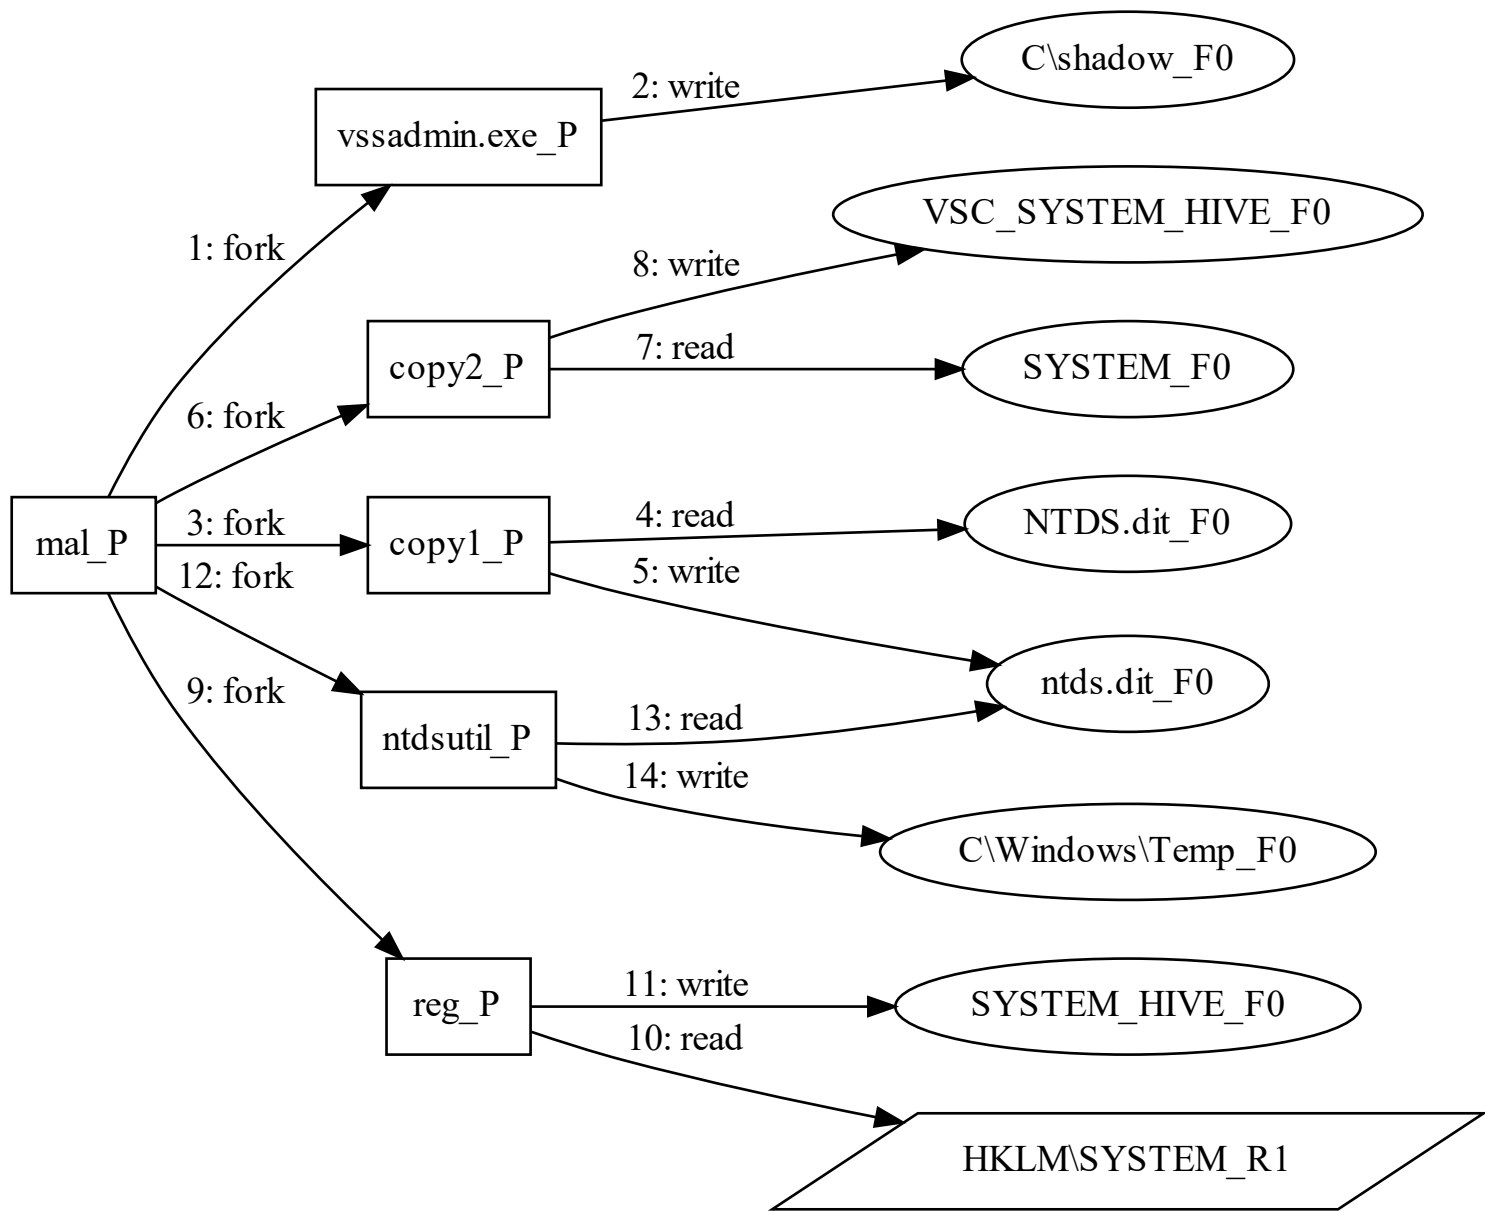 C\shadow_F0
2: write
vssadmin.exe_P
VSC_SYSTEM_HIVE_F0
1: fork
8: write
7: read
copy2_P
SYSTEM_F0
6: fork
4: read
NTDS.dit_F0
3: fork
mal_P
copy1_P
12: fork
5: write
ntds.dit_F0
9: fork
13: read
ntdsutil_P
14: write
C\Windows\Temp_F0
11: write
reg_P
SYSTEM_HIVE_F0
10: read
HKLM\SYSTEM_R1